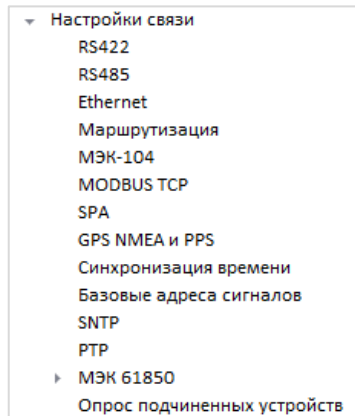 Настройки связи
RS422
RS485
Ethernet
Маршрутизация
МЭК-104
MODBUS TCP
SPA
GPS NMEA и PPS
Синхронизация времени
Базовые адреса сигналов
SNTP
PTP
МЭК 61850
Опрос подчиненных устройств